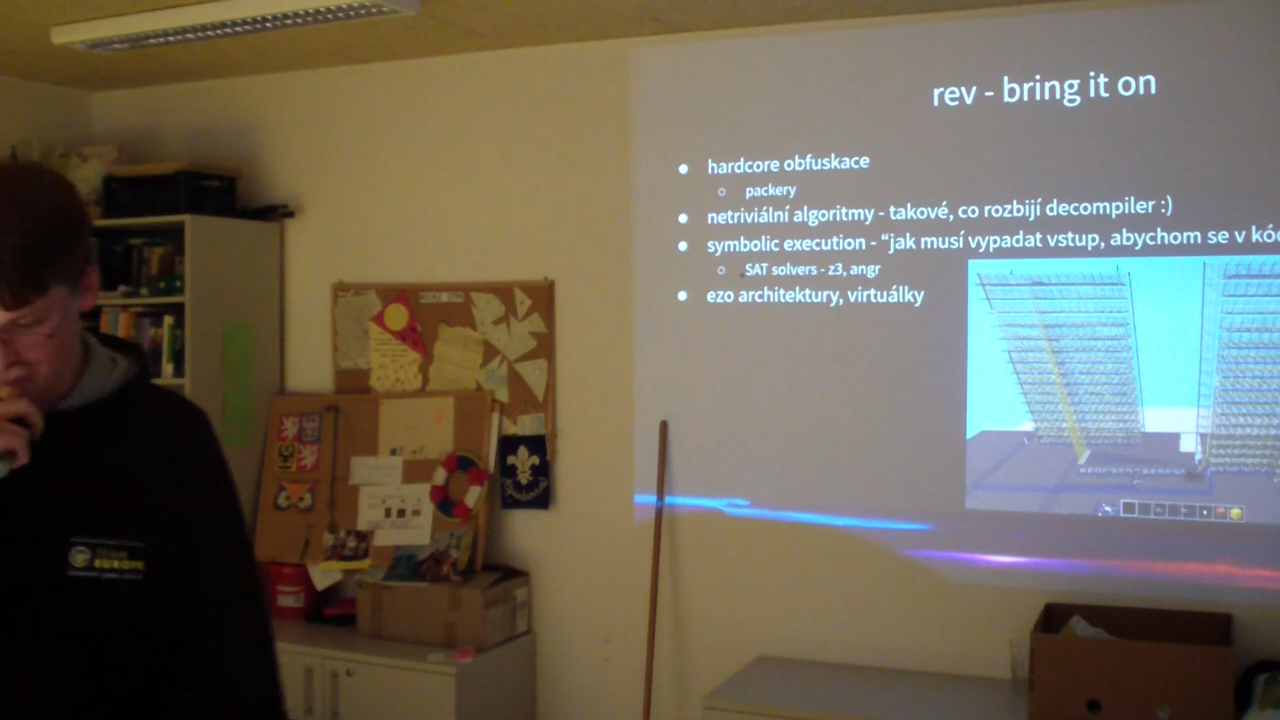 rev - bring it on
● hardcore obfuskace
○ packery
● netriviální algoritmy - takové, co rozbijí decompiler :)
● symbolic execution - “jak musí vypadat vstup, abychom se v kó
○ SAT solvers - z3, angr
● ezo architektury, virtuálky
TEAM
EUROPE